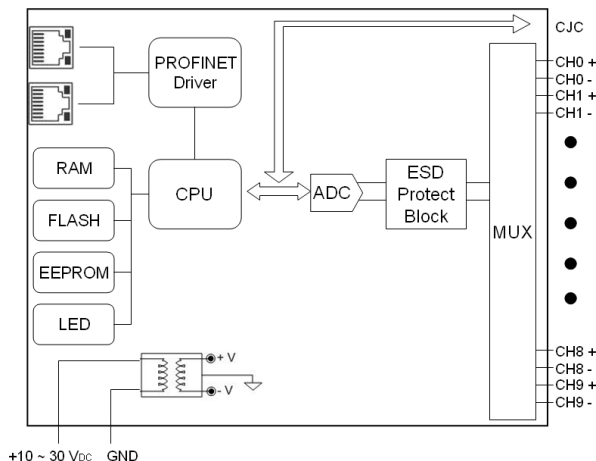 CJC
PROFINET
Driver
CH0 +
CH0 -
CH1 +
CH1 -
RAM
CPU
ADC
ESD
Protect
Block
FLASH
MUX
EEPROM
LED
+ V
- V
CH8 +
CH8 -
CH9 +
CH9 -
+10 ~ 30 VDC
GND